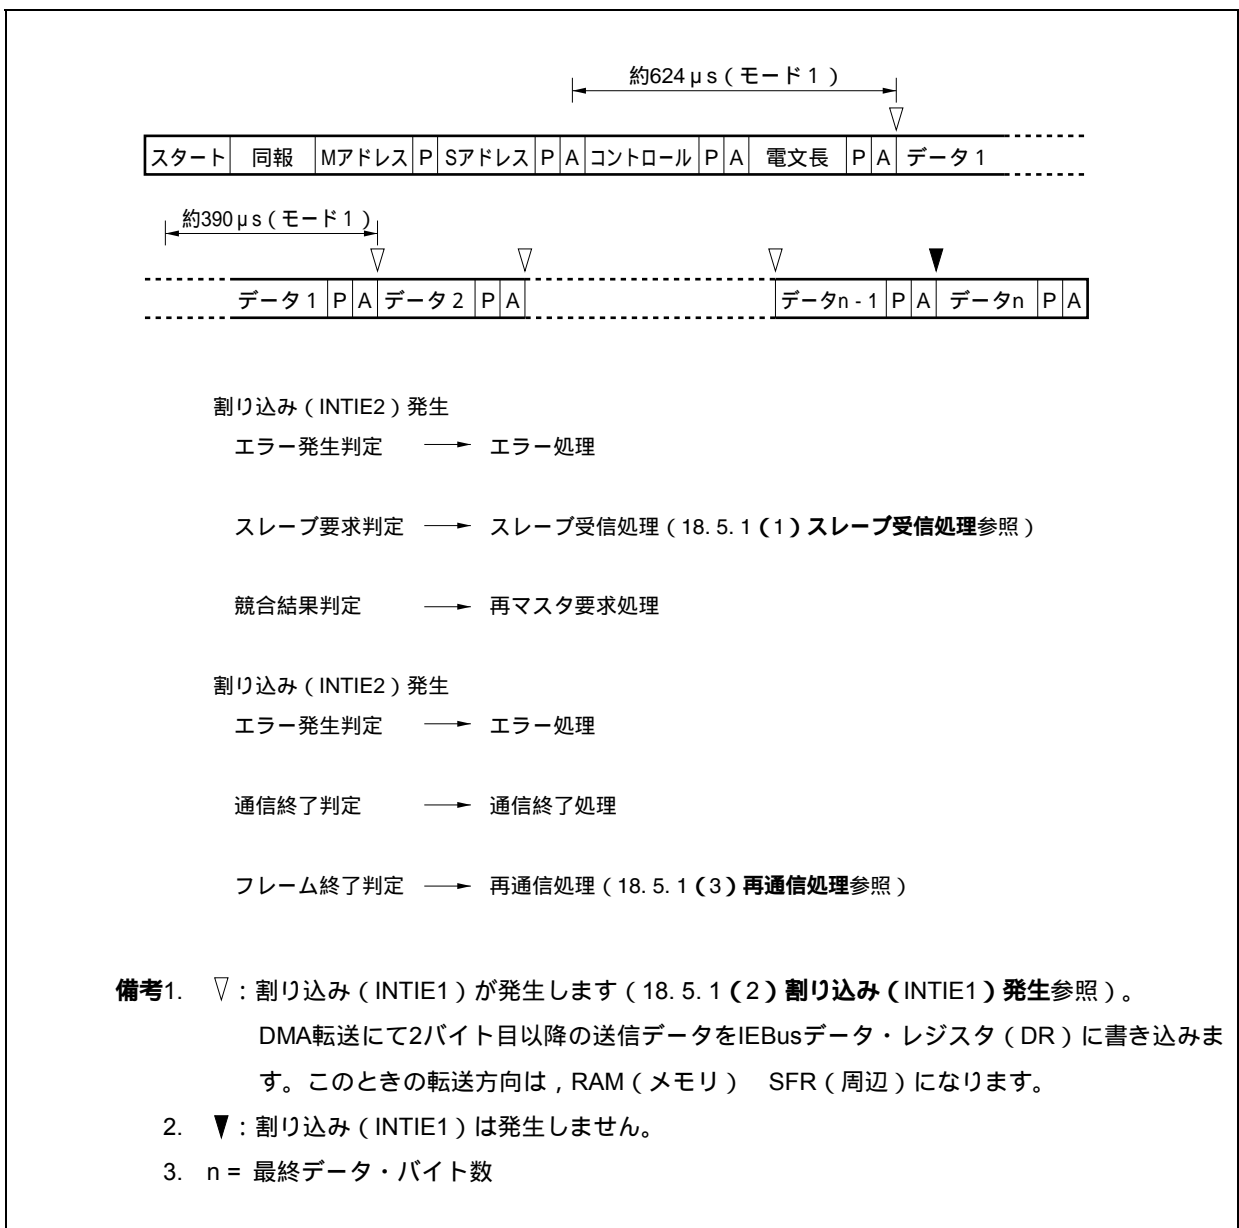 約624μs(モード1)
スタート 同報 Mアドレス P Sアドレス P A コントロール P A 電文長 P A データ1
約390μs(モード1)
データ1 P A データ2 P A データn-1 P A データn P A
割り込み(INTIE2)発生
エラー発生判定 → エラー処理
スレーブ要求判定 → スレーブ受信処理(18.5.1(1)スレーブ受信処理参照)
競合結果判定 → 再マスタ要求処理
割り込み(INTIE2)発生
エラー発生判定 → エラー処理
通信終了判定 → 通信終了処理
フレーム終了判定 → 再通信処理(18.5.1(3)再通信処理参照)
備考1. ▽:割り込み(INTIE1)が発生します(18.5.1(2)割り込み(INTIE1)発生参照)。
DMA転送にて2バイト目以降の送信データをIEBusデータ・レジスタ(DR)に書き込みま
す。このときの転送方向は,RAM(メモリ) SFR(周辺)になります。
2. ▼:割り込み(INTIE1)は発生しません。
3. n= 最終データ・バイト数